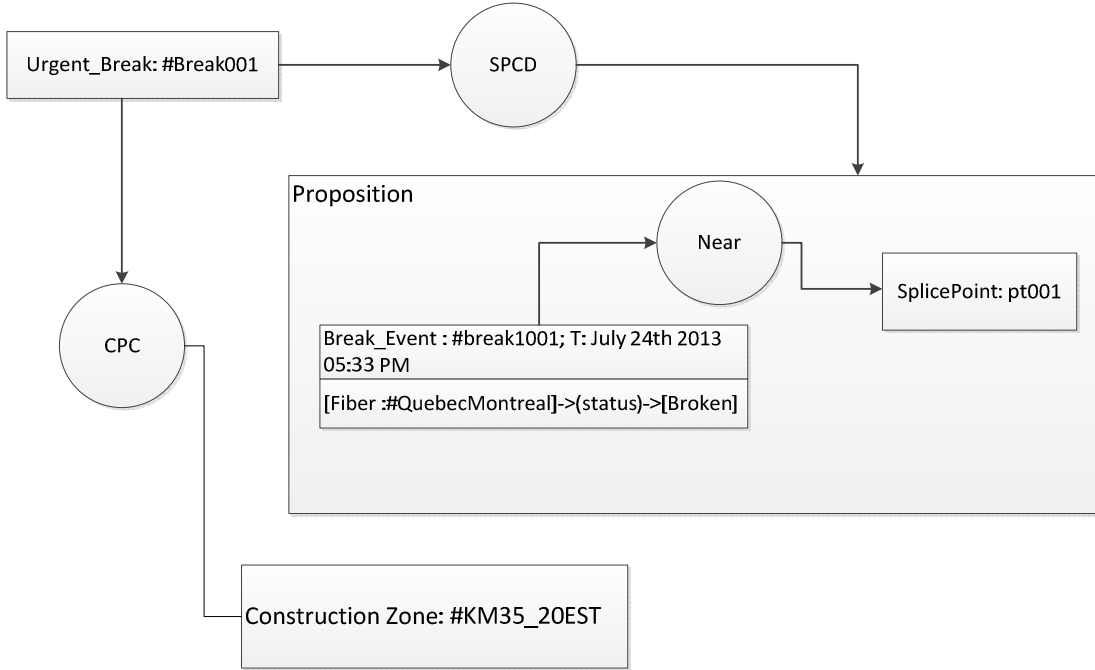 Urgent_Break: #Break001
SPCD
Proposition
Near
SplicePoint: pt001
Break_Event : #break1001; T: July 24th 2013
05:33 PM
[Fiber :#QuebecMontreal]->(status)->[Broken]
CPC
Construction Zone: #KM35_20EST